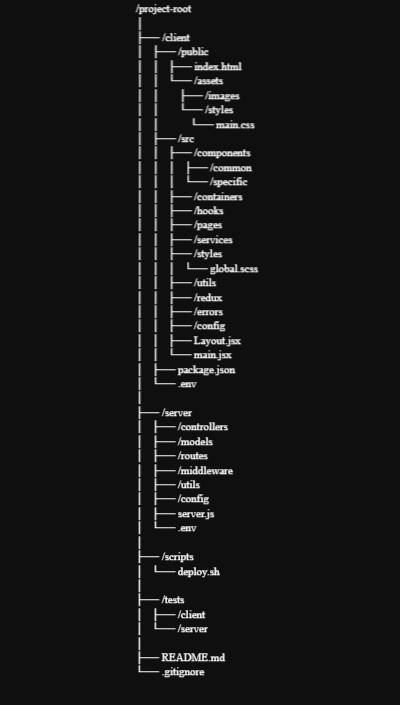 /project-root
/client
/public
index.html
/assets
/images
/styles
main.css
/src
/components
/common
/specific
/containers
/hooks
/pages
/services
/styles
global.scss
/utils
/redux
/errors
/config
Layout.jsx
main.jsx
package.json
.env
/server
/controllers
/models
/routes
/middleware
/utils
/config
server.js
.env
/scripts
deploy.sh
/tests
/client
/server
README.md
.gitignore